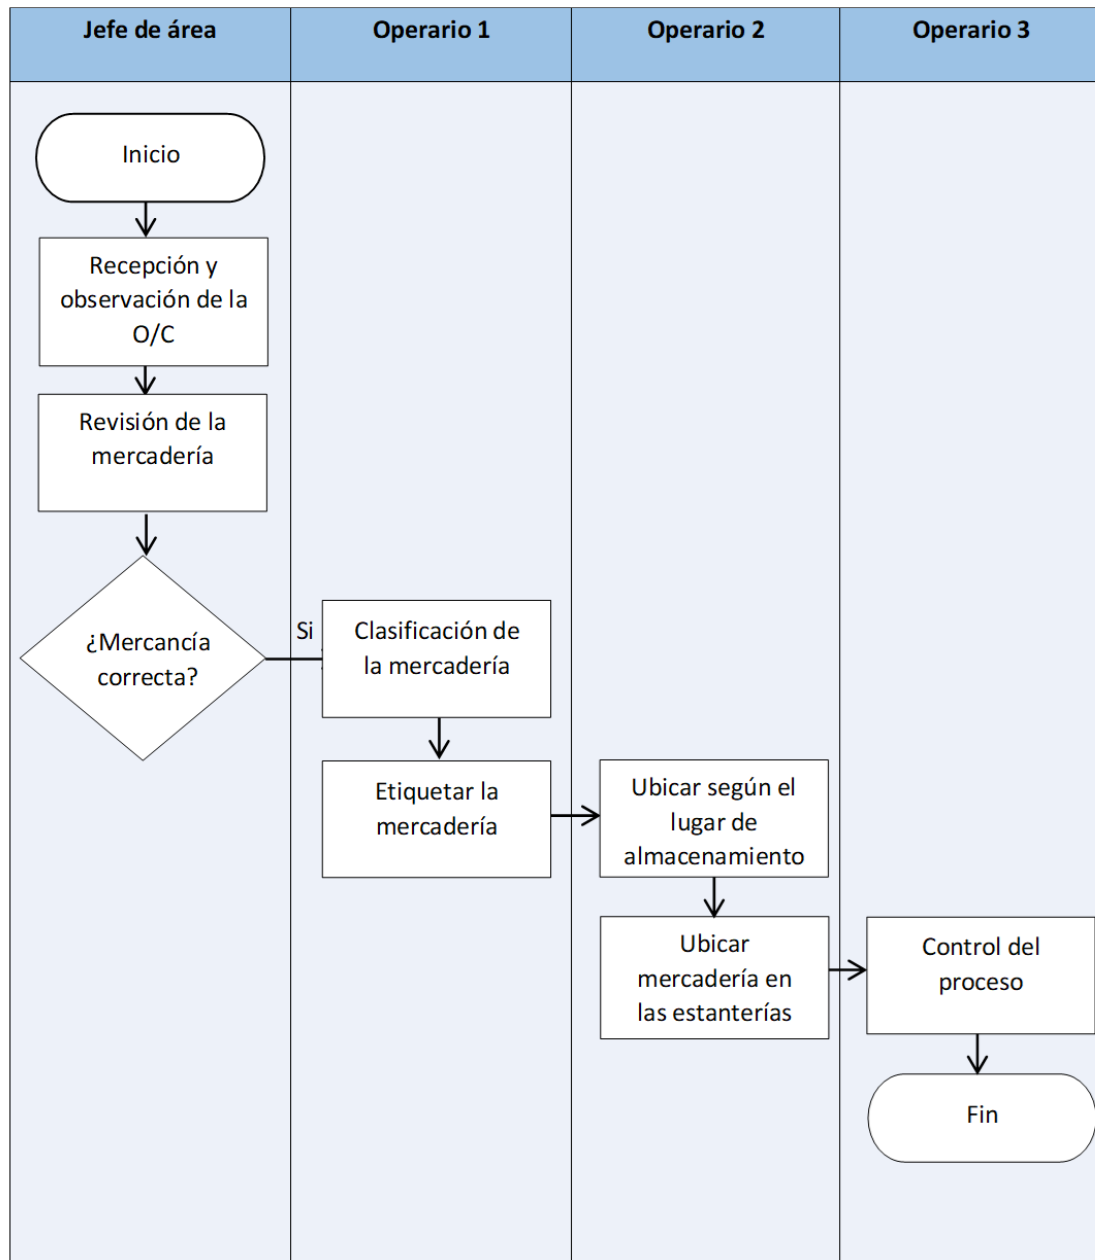 Jefe de área
Operario 1
Operario 2
Operario 3
Inicio
Recepción y
observación de la
O/C
Revisión de la
mercadería
¿Mercancía
correcta?
Si
Clasificación de
la mercadería
Etiquetar la
mercadería
Ubicar según el
lugar de
almacenamiento
Ubicar
mercadería en
las estanterías
Control del
proceso
Fin